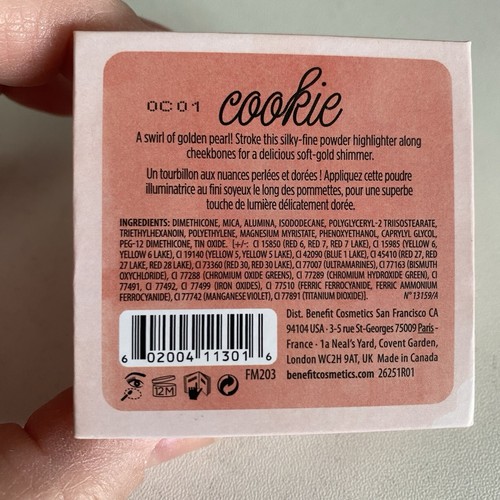 0C01 cookie
A swirl of golden pearl! Stroke this silky-fine powder highlighter along
cheekbones for a delicious soft-gold shimmer.
Un tourbillon aux nuances perlées et dorées ! Appliquez cette poudre
illuminatrice au fini soyeux le long des pommettes, pour une superbe
touche de lumière délicatement dorée.
INGREDIENTS: DIMETHICONE, MICA, ALUMINA, ISODODECANE, POLYGLYCERYL-2 TRIISOSTEARATE,
TRIETHYLHEXANOIN, POLYETHYLENE, MAGNESIUM MYRISTATE, PHENOXYETHANOL, CAPRYLYL GLYCOL,
PEG-12 DIMETHICONE, TIN OXIDE. [+/-: CI 15850 (RED 6, RED 7, RED 7 LAKE), CI 15985 (YELLOW 6,
YELLOW 6 LAKE), CI 19140 (YELLOW 5, YELLOW 5 LAKE), CI 42090 (BLUE 1 LAKE), CI 45410 (RED 27,
RED 27 LAKE, RED 28 LAKE), CI 73360 (RED 30, RED 30 LAKE), CI 77007 (ULTRAMARINES), CI 77163 (BISMUTH
OXYCHLORIDE), CI 77288 (CHROMIUM OXIDE GREENS), CI 77289 (CHROMIUM HYDROXIDE GREEN), CI
77491, CI 77492, CI 77499 (IRON OXIDES), CI 77510 (FERRIC FERROCYANIDE, FERRIC AMMONIUM
FERROCYANIDE), CI 77742 (MANGANESE VIOLET), CI 77891 (TITANIUM DIOXIDE)]. N° 13159/A
Dist. Benefit Cosmetics San Francisco CA
94104 USA · 3-5 rue St-Georges 75009 Paris -
France · 1a Neal's Yard, Covent Garden,
London WC2H 9AT, UK Made in Canada
6 02004 11301 6
12M
FM203 benefitcosmetics.com 26251R01